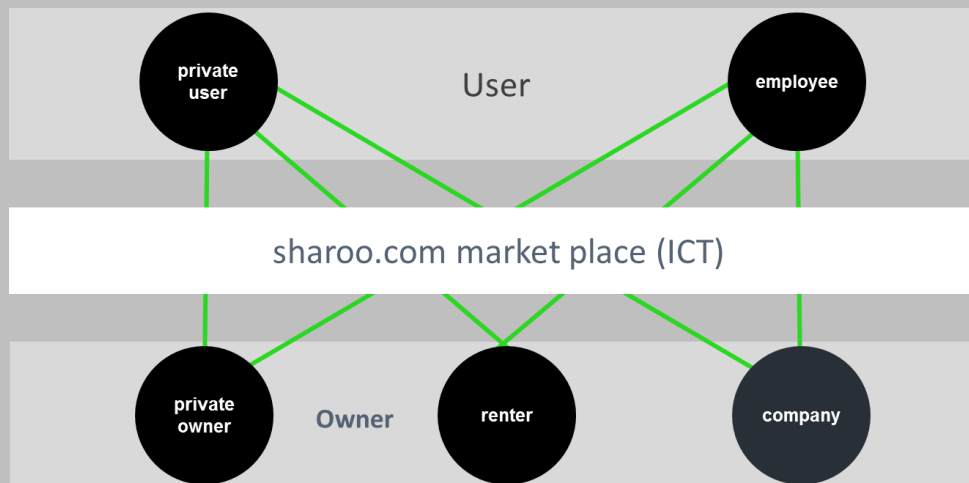 private
user
User
employee
sharoo.com market place (ICT)
private
owner
Owner
renter
company